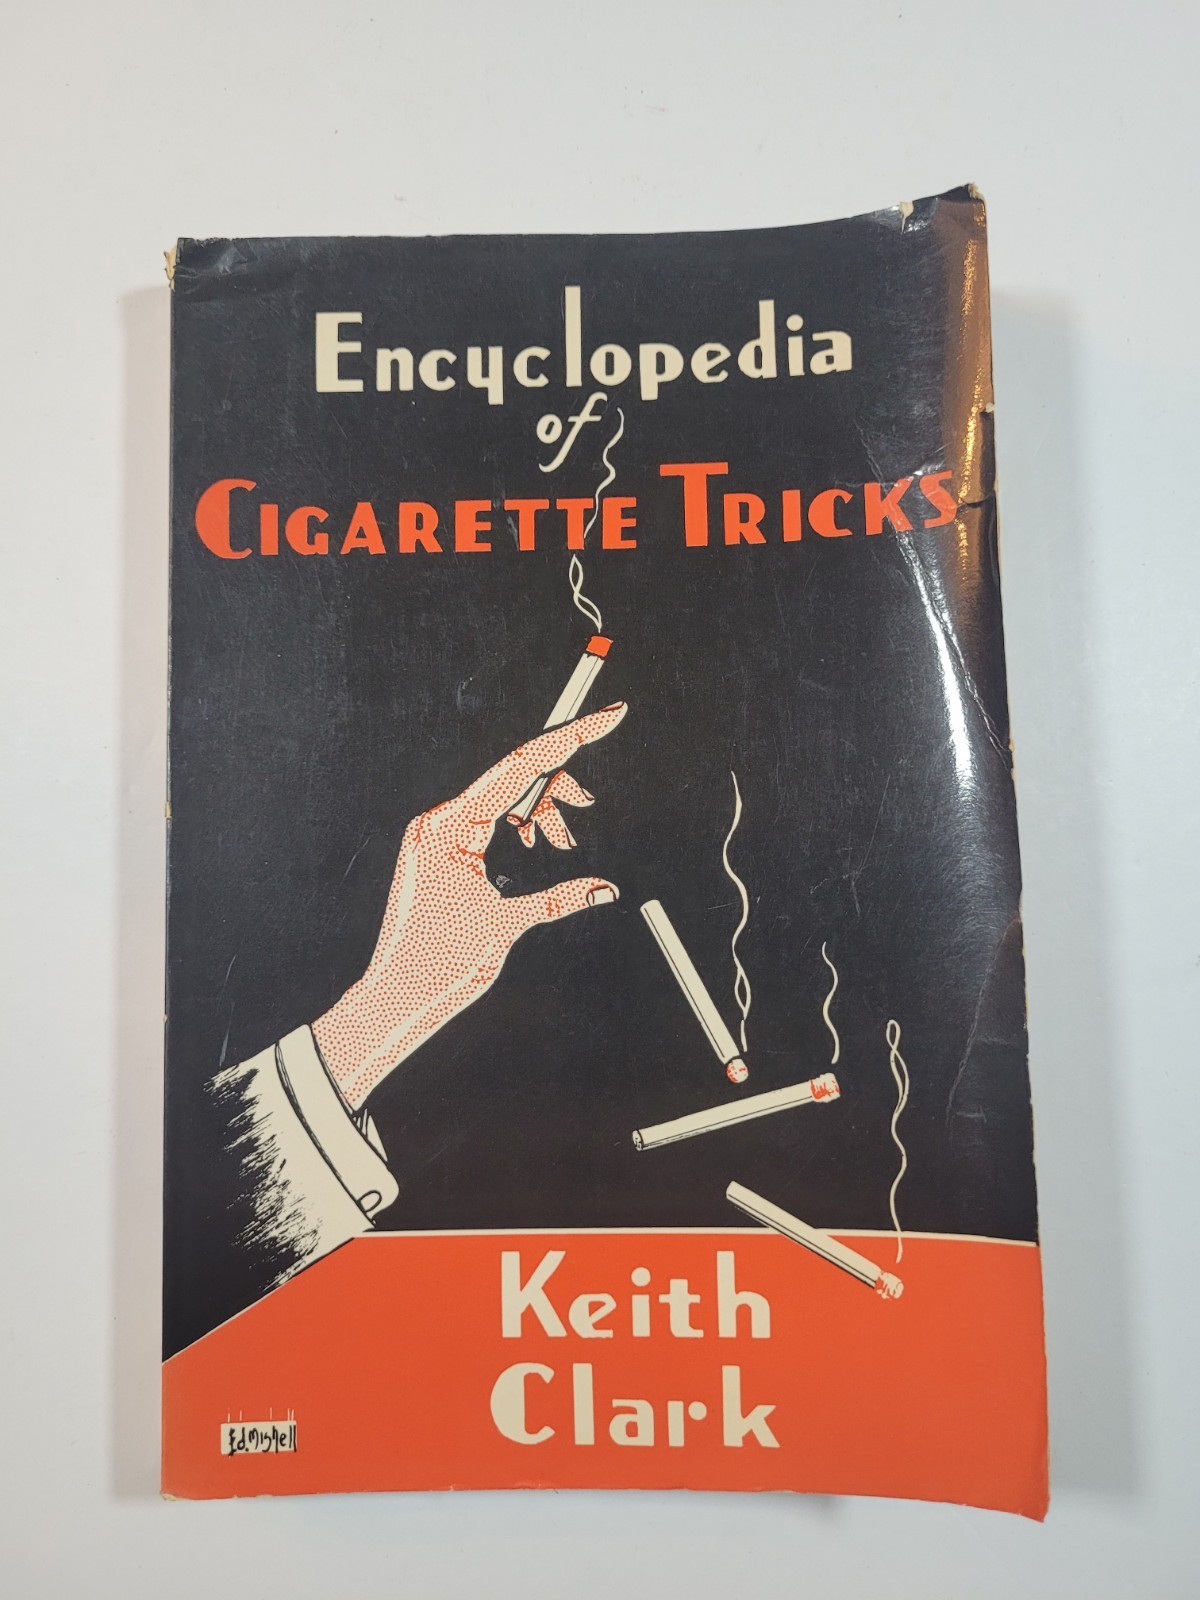 Encyclopedia
of
CIGARETTE TRICKS
Keith
Clark
Ed. Mishell